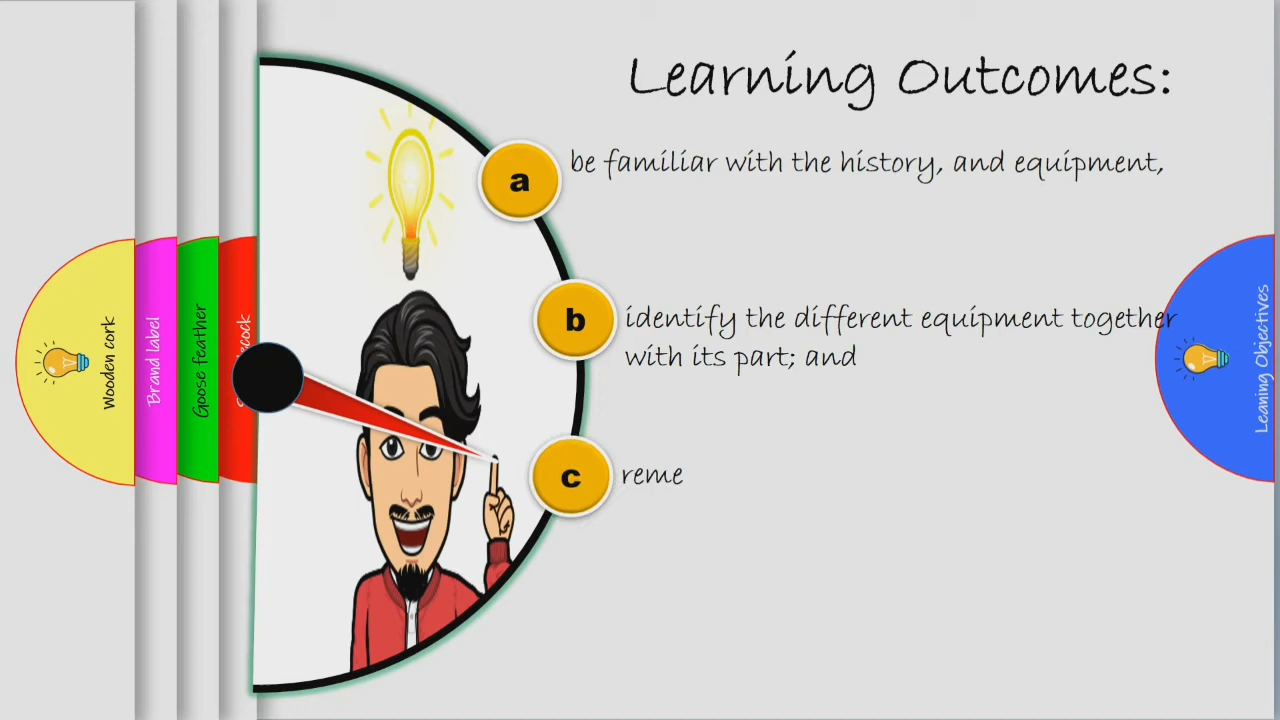 Learning Outcomes:
a
be familiar with the history, and equipment,
b
identify the different equipment together
with its part; and
c
reme
Wooden cork
Brand label
Goose feather
Leaning Objectives